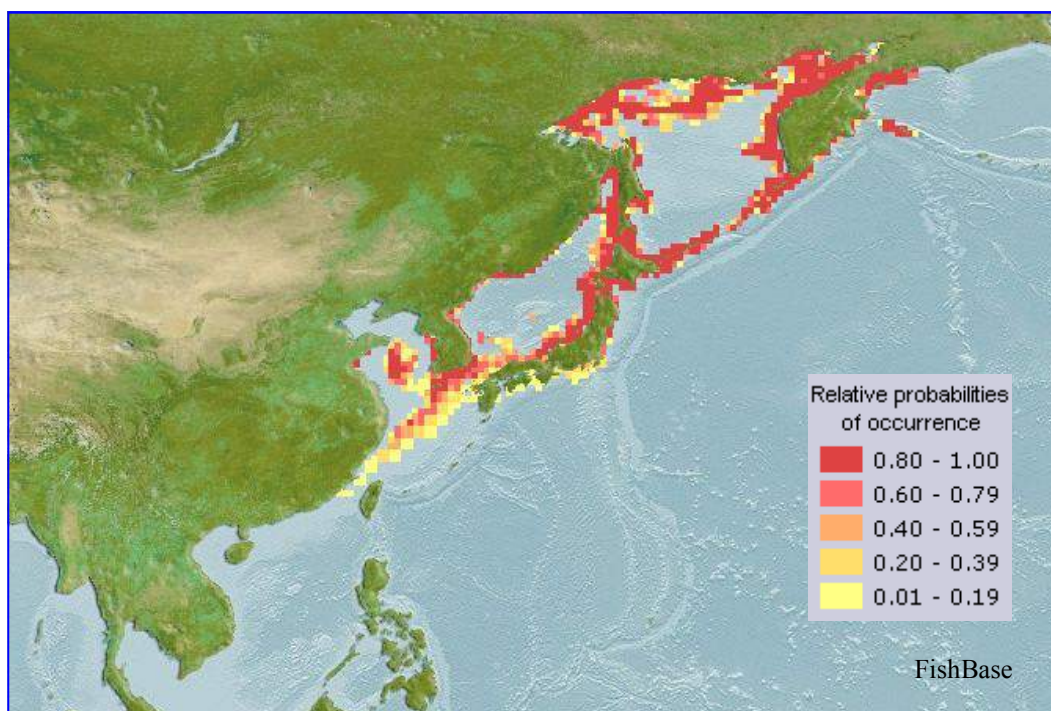 Relative probabilities
of occurrence
0.80 - 1.00
0.60 - 0.79
0.40 - 0.59
0.20 - 0.39
0.01 - 0.19
FishBase